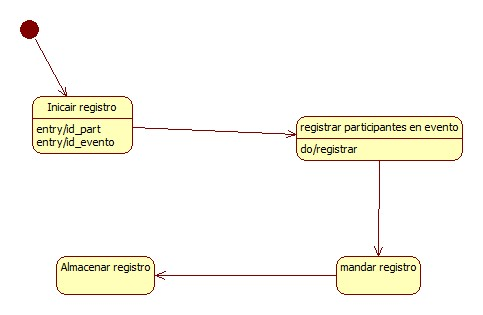 Inicair registro
entry/id_part
entry/id_evento
registrar participantes en evento
do/registrar
Almacenar registro
mandar registro